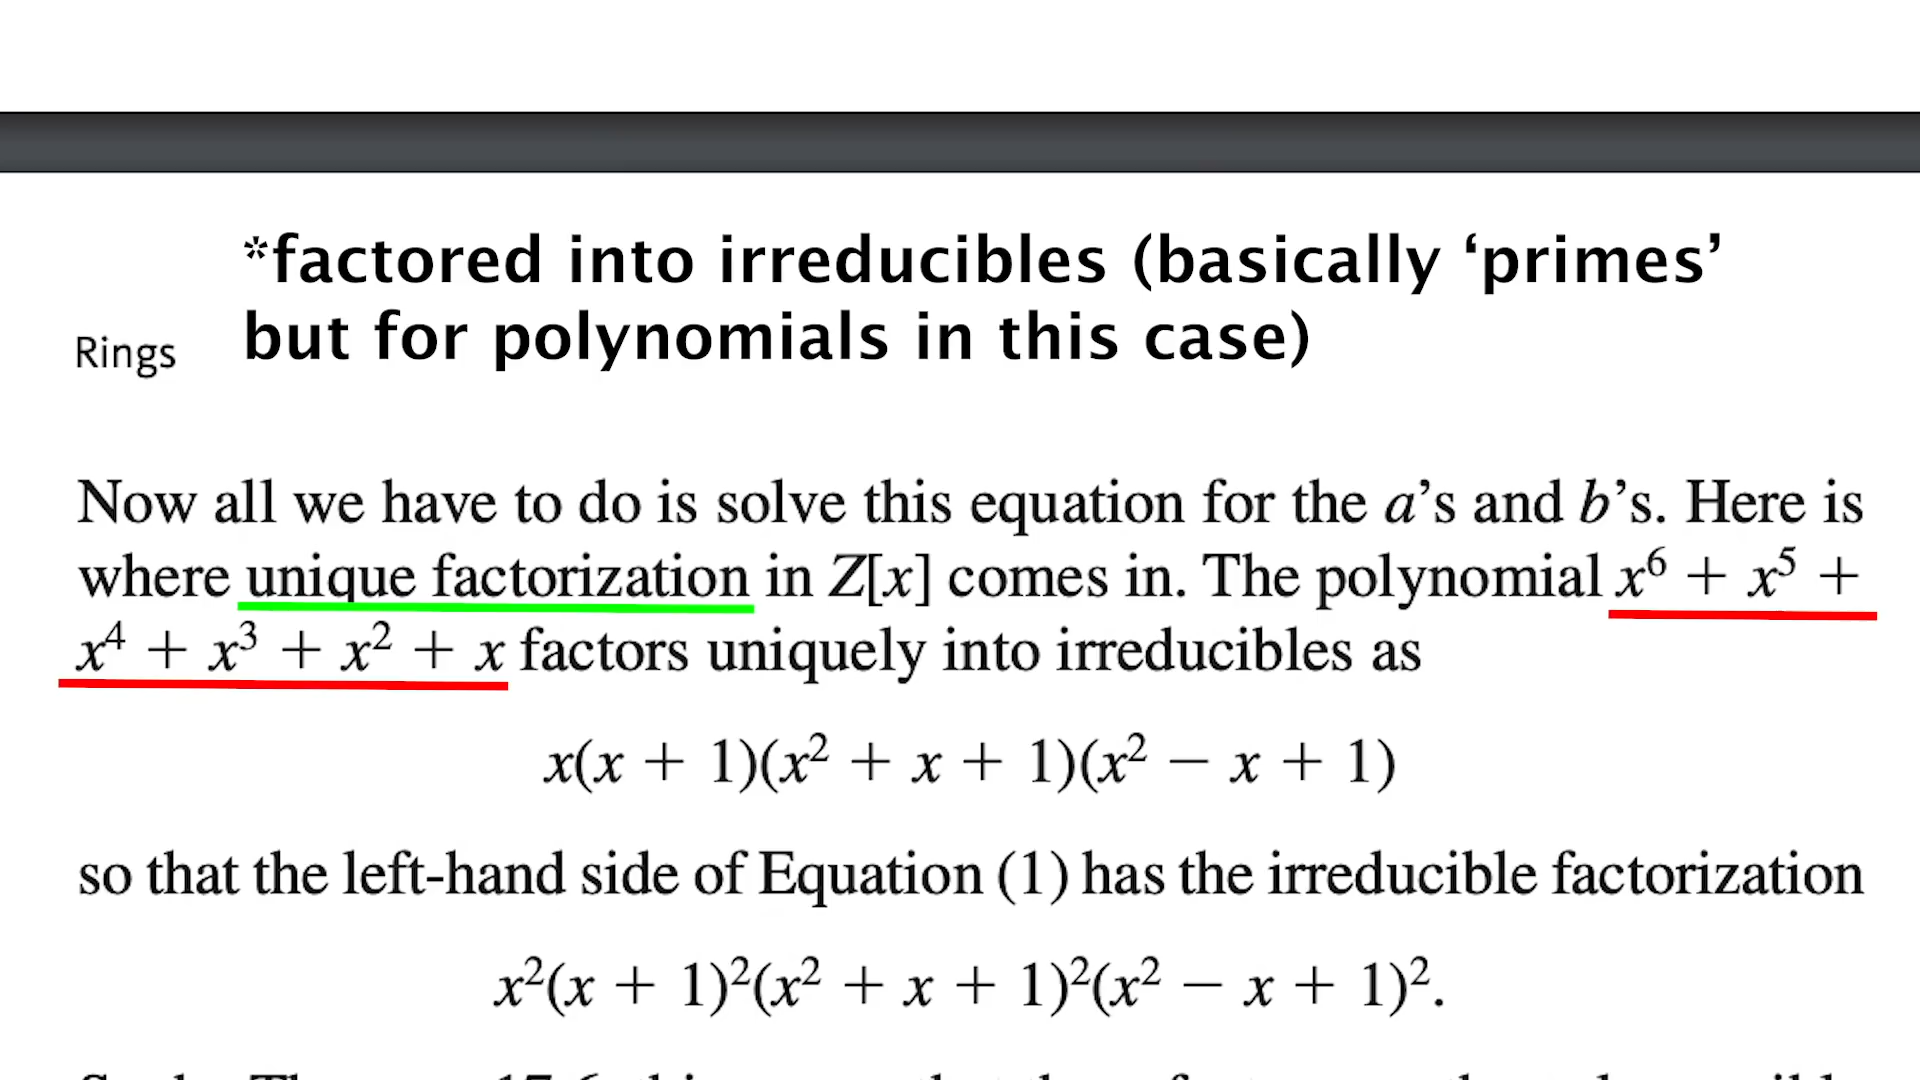 *factored into irreducibles (basically ‘primes’
but for polynomials in this case)
Rings
Now all we have to do is solve this equation for the a’s and b’s. Here is
where unique factorization in Z[x] comes in. The polynomial x⁶ + x⁵ +
x⁴ + x³ + x² + x factors uniquely into irreducibles as
x(x + 1)(x² + x + 1)(x² − x + 1)
so that the left-hand side of Equation (1) has the irreducible factorization
x²(x + 1)²(x² + x + 1)²(x² − x + 1)².